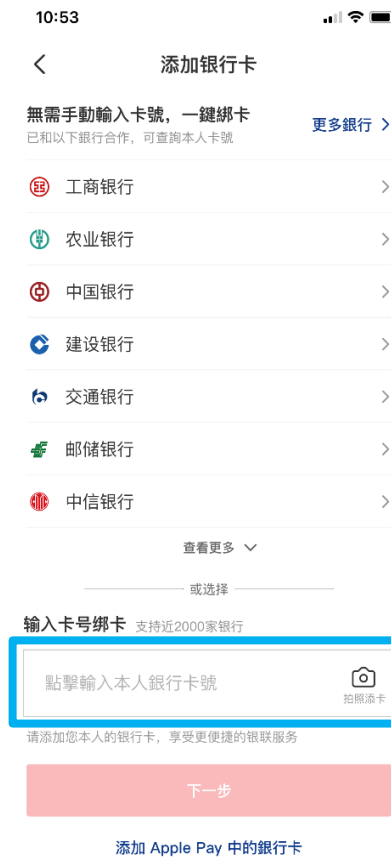 10:53
添加银行卡
無需手動輸入卡號，一鍵綁卡
更多銀行
已和以下銀行合作，可查詢本人卡號
工商银行
农业银行
中国银行
建设银行
交通银行
邮储银行
中信银行
查看更多
或选择
输入卡号绑卡 支持近2000家银行
點擊輸入本人銀行卡號
拍照添卡
请添加您本人的银行卡，享受更便捷的银联服务
下一步
添加 Apple Pay 中的銀行卡